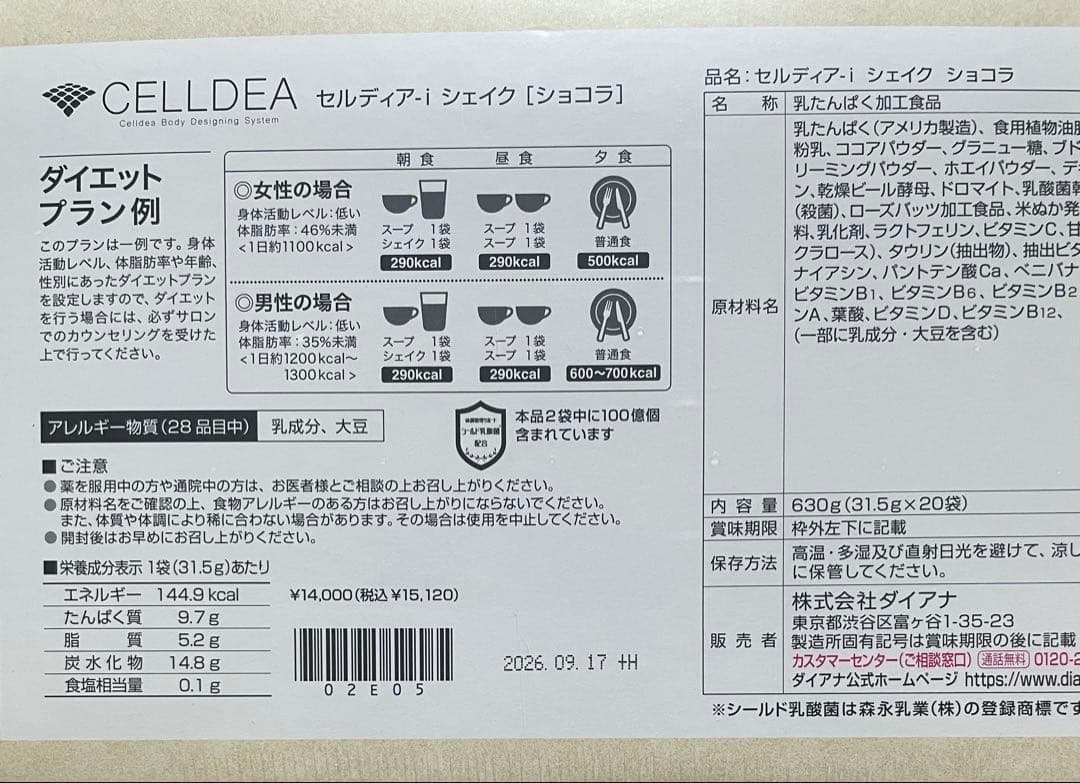 CELLDEA セルディア-i シェイク [ショコラ]
Celldea Body Designing System
ダイエット
プラン例
このプランは一例です。身体
活動レベル、体脂肪率や年齢、
性別にあったダイエットプラン
を設定しますので、ダイエット
を行う場合には、必ずサロン
でのカウンセリングを受けた
上で行ってください。
朝食 昼食 夕食
◎女性の場合
身体活動レベル：低い
体脂肪率：46%未満
<1日約1100kcal>
スープ 1袋
シェイク 1袋
290kcal
スープ 1袋
スープ 1袋
290kcal
普通食
500kcal
◎男性の場合
身体活動レベル：低い
体脂肪率：35%未満
<1日約1200kcal〜
1300kcal>
スープ 1袋
シェイク 1袋
290kcal
スープ 1袋
スープ 1袋
290kcal
普通食
600〜700kcal
アレルギー物質(28品目中) 乳成分、大豆
シールド乳酸菌
配合
本品2袋中に100億個
含まれています
■ご注意
●薬を服用中の方や通院中の方は、お医者様とご相談の上お召し上がりください。
●原材料名をご確認の上、食物アレルギーのある方はお召し上がりにならないでください。
また、体質や体調により稀に合わない場合があります。その場合は使用を中止してください。
●開封後はお早めにお召し上がりください。
■栄養成分表示 1袋(31.5g)あたり
エネルギー 144.9kcal
たんぱく質 9.7g
脂質 5.2g
炭水化物 14.8g
食塩相当量 0.1g
¥14,000(税込¥15,120)
02E05
2026.09.17 +H
品名：セルディア-i シェイク ショコラ
名称 乳たんぱく加工食品
原材料名
乳たんぱく(アメリカ製造)、食用植物油脂
粉乳、ココアパウダー、グラニュー糖、ブド
リーミングパウダー、ホエイパウダー、デキ
ン、乾燥ビール酵母、ドロマイト、乳酸菌乾
(殺菌)、ローズバッツ加工食品、米ぬか発
料、乳化剤、ラクトフェリン、ビタミンC、甘
クラロース)、タウリン(抽出物)、抽出ビタ
ナイアシン、パントテン酸Ca、ベニバナ
ビタミンB1、ビタミンB6、ビタミンB2
ンA、葉酸、ビタミンD、ビタミンB12、
(一部に乳成分・大豆を含む)
内容量 630g(31.5g×20袋)
賞味期限 枠外左下に記載
保存方法 高温・多湿及び直射日光を避けて、涼し
に保管してください。
販売者
株式会社ダイアナ
東京都渋谷区富ヶ谷1-35-23
製造所固有記号は賞味期限の後に記載
カスタマーセンター(ご相談窓口) 通話無料 0120-2
ダイアナ公式ホームページ https://www.dia
※シールド乳酸菌は森永乳業(株)の登録商標です